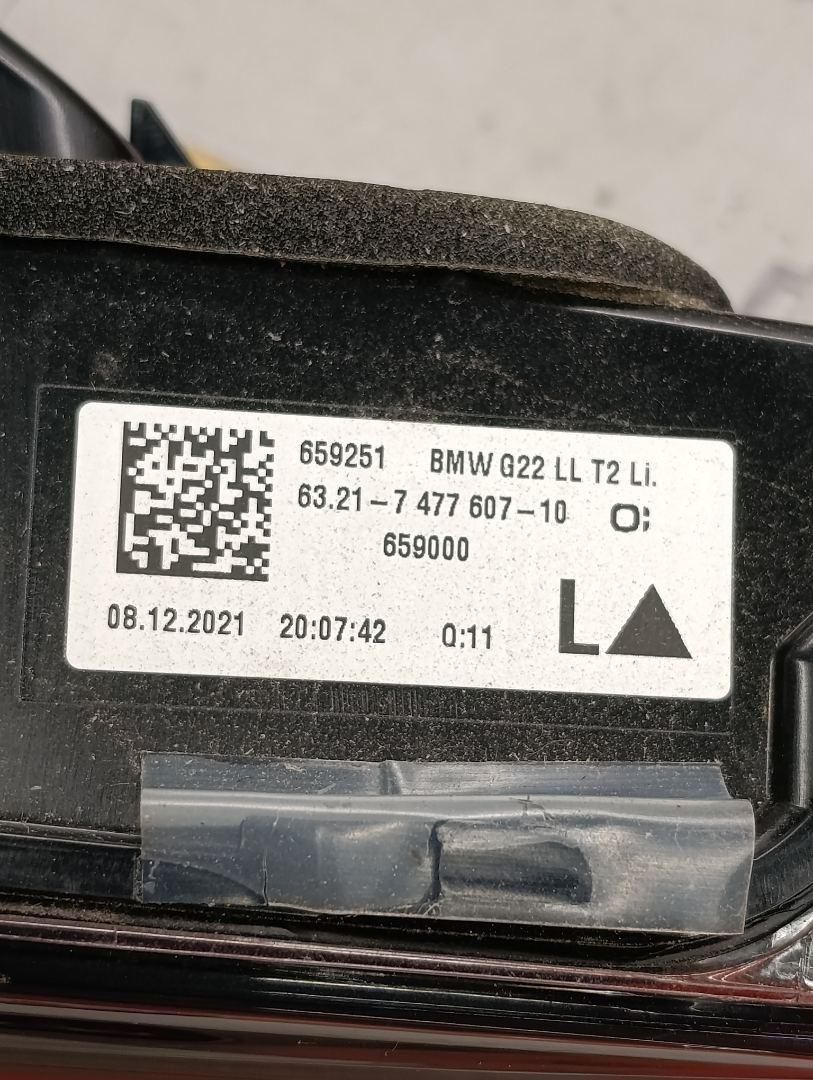 659251 BMW G22 LL T2 Li.
63.21-7 477 607-10 O:
659000
08.12.2021 20:07:42 Q:11 L▲